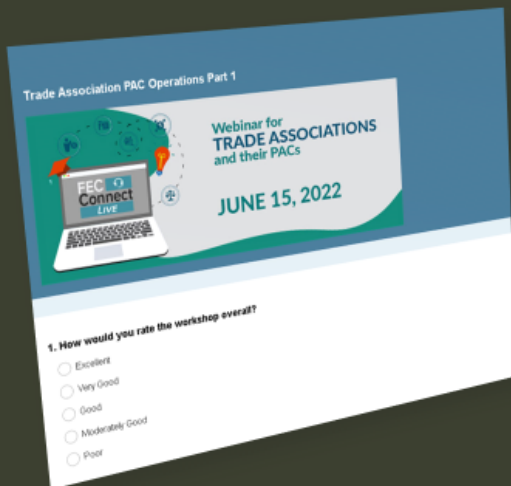 Trade Association PAC Operations Part 1
Webinar for
TRADE ASSOCIATIONS
and their PACs
JUNE 15, 2022
FEC
Connect
LIVE
1. How would you rate the workshop overall?
Excellent
Very Good
Good
Moderately Good
Poor